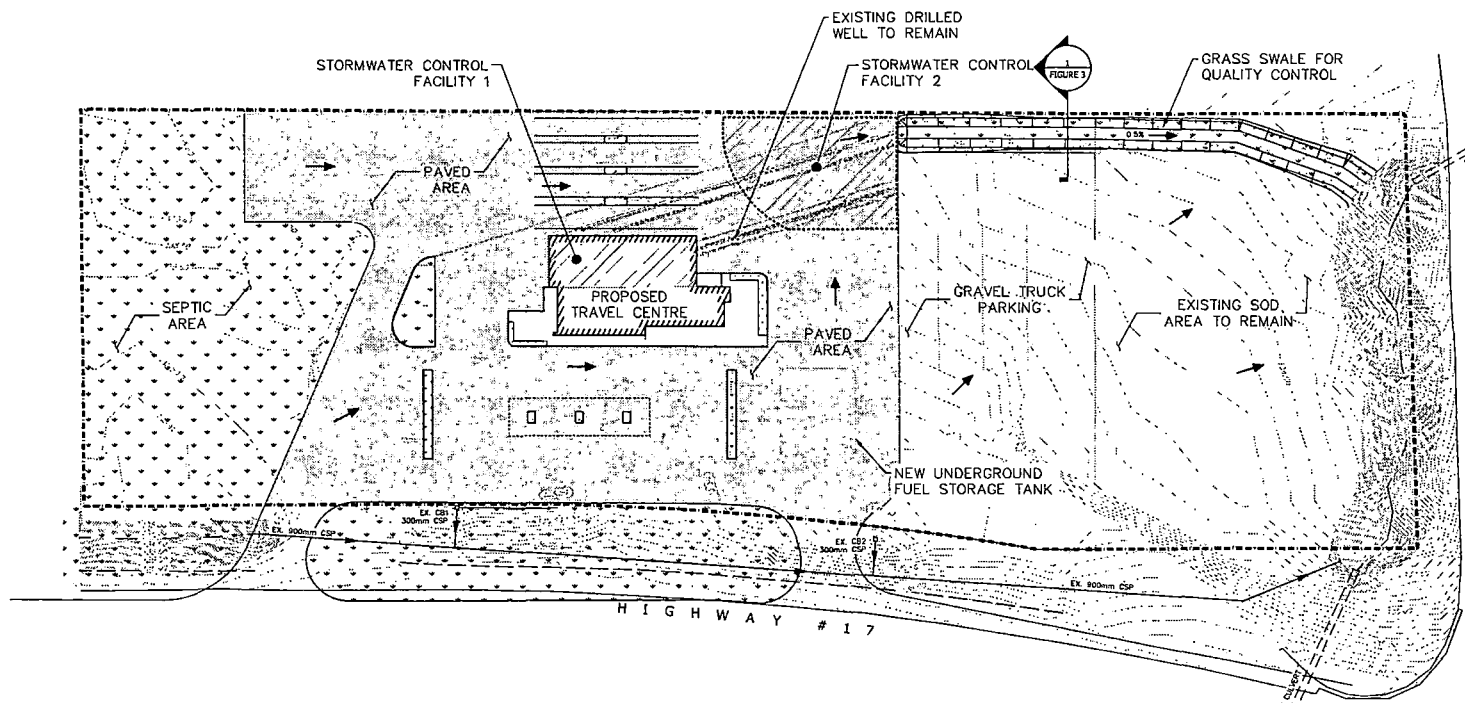 EXISTING DRILLED
WELL TO REMAIN
STORMWATER CONTROL
FACILITY 1
STORMWATER CONTROL
FACILITY 2
1
FIGURE 3
GRASS SWALE FOR
QUALITY CONTROL
0.5%
PAVED
AREA
SEPTIC
AREA
PROPOSED
TRAVEL CENTRE
PAVED
AREA
GRAVEL TRUCK
PARKING
EXISTING SOD
AREA TO REMAIN
NEW UNDERGROUND
FUEL STORAGE TANK
EX. CB1
300mm CSP
EX. 900mm CSP
EX. CB2
300mm CSP
EX. 900mm CSP
HIGHWAY #17
CULVERT